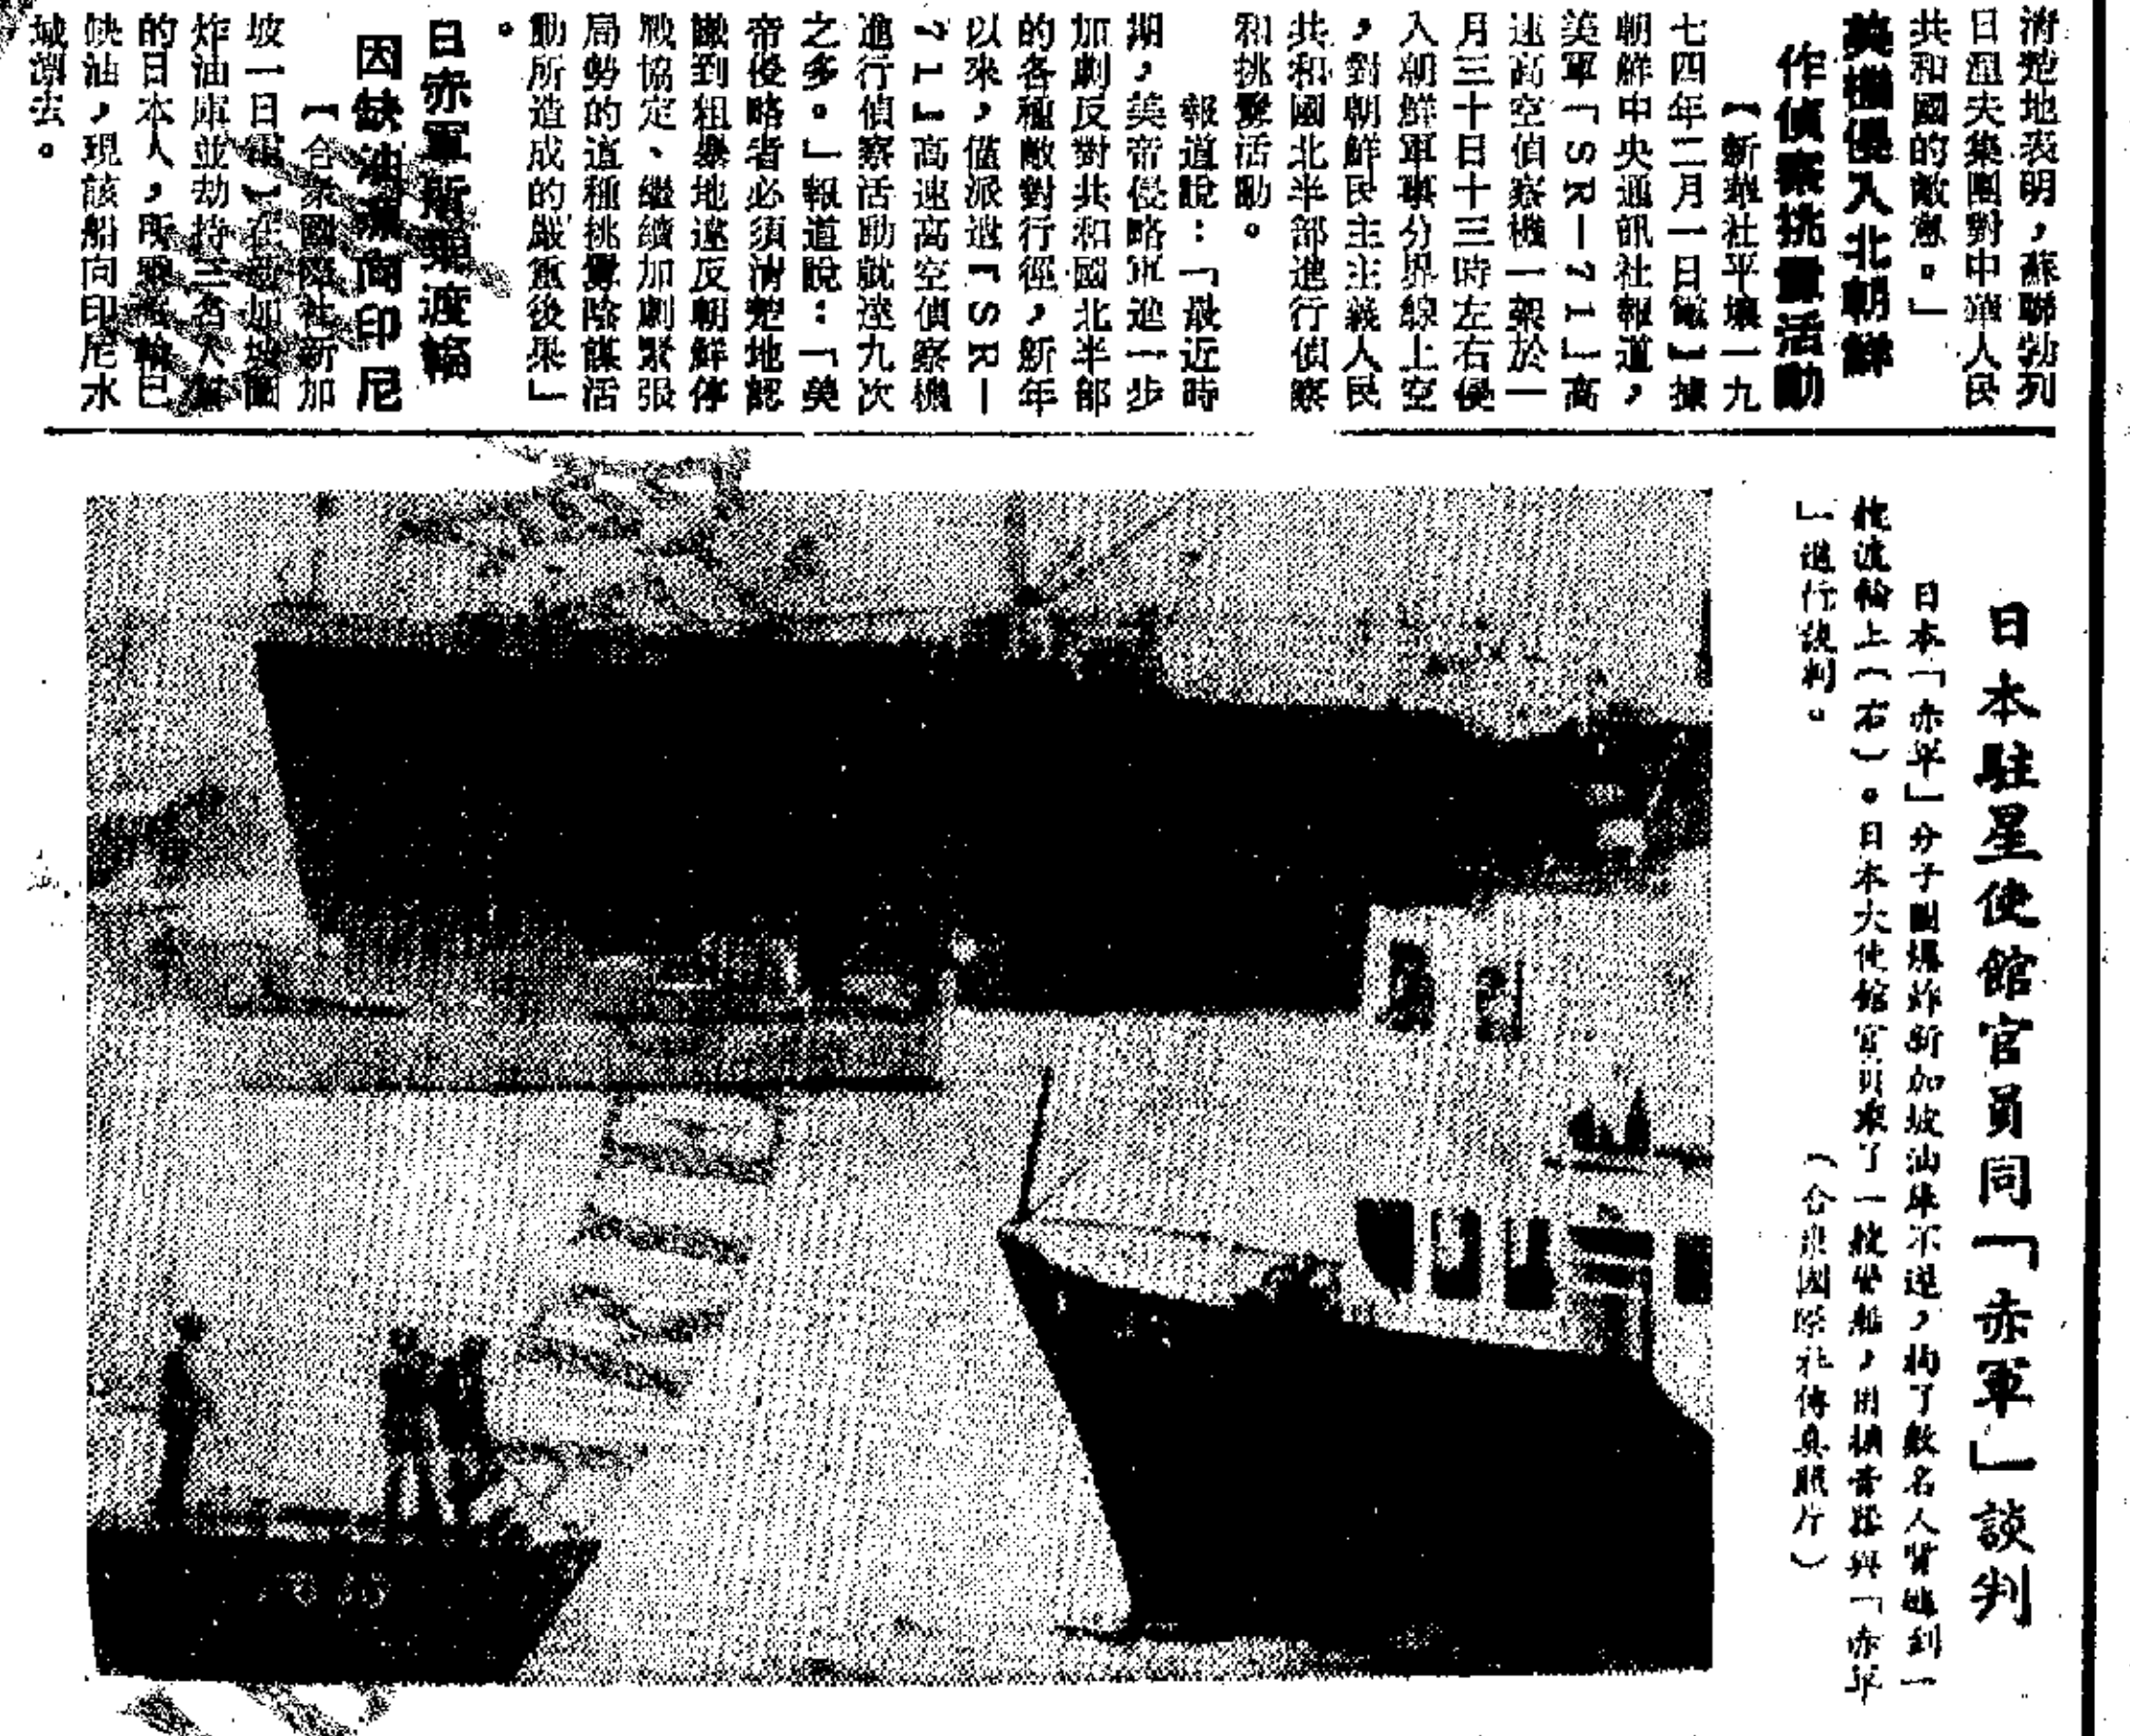 清楚地表明，蘇聯勃列
日涅夫集團對中華人民
共和國的敵意。」
美機侵入北朝鮮
作偵察挑釁活動
【新華社平壤一九
七四年二月一日電】據
朝鮮中央通訊社報道，
美軍「SR—71」高
速高空偵察機一架於一
月三十日十三時左右侵
入朝鮮軍事分界線上空
，對朝鮮民主主義人民
共和國北半部進行偵察
和挑釁活動。
報道說：「最近時
期，美帝侵略軍進一步
加劇反對共和國北半部
的各種敵對行徑，新年
以來，僅派遣『SR—
71』高速高空偵察機
進行偵察活動就達九次
之多。」報道說：「美
帝侵略者必須清楚地認
識到粗暴地違反朝鮮停
戰協定、繼續加劇緊張
局勢的這種挑釁陰謀活
動所造成的嚴重後果」
。
日赤軍所乘渡輪
因缺油漂向印尼
【合衆國際社新加
坡一日電】在新加坡圖
炸油庫並劫持三名人質
的日本人，所乘渡輪已
缺油，現該船向印尼水
域漂去。
日本駐星使館官員同「赤軍」談判
日本「赤軍」分子圖爆炸新加坡油庫不逞，拘了數名人質逃到一
艘渡輪上（右）。日本大使館官員乘了一艘警艇，用擴音器與「赤軍
」進行談判。
（合衆國際社傳真照片）